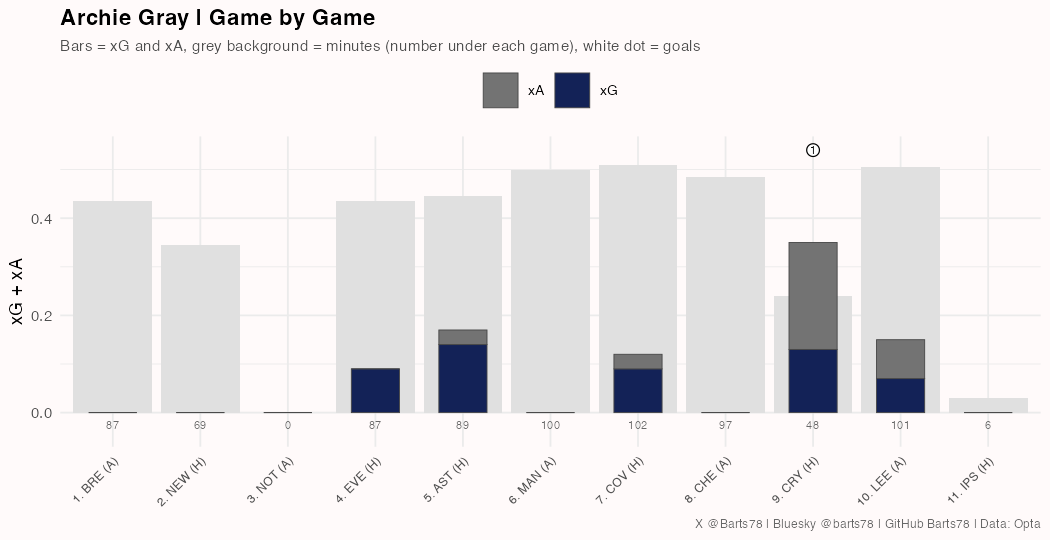 Archie Gray | Game by Game
Bars = xG and xA, grey background = minutes (number under each game), white dot = goals
xA
xG
1
xG + xA
0.4
0.2
0.0
87
69
0
87
89
100
102
97
48
101
6
1. BRE (A)
2. NEW (H)
3. NOT (A)
4. EVE (H)
5. AST (H)
6. MAN (A)
7. COV (H)
8. CHE (A)
9. CRY (H)
10. LEE (A)
11. IPS (H)
X @Barts78 | Bluesky @barts78 | GitHub Barts78 | Data: Opta